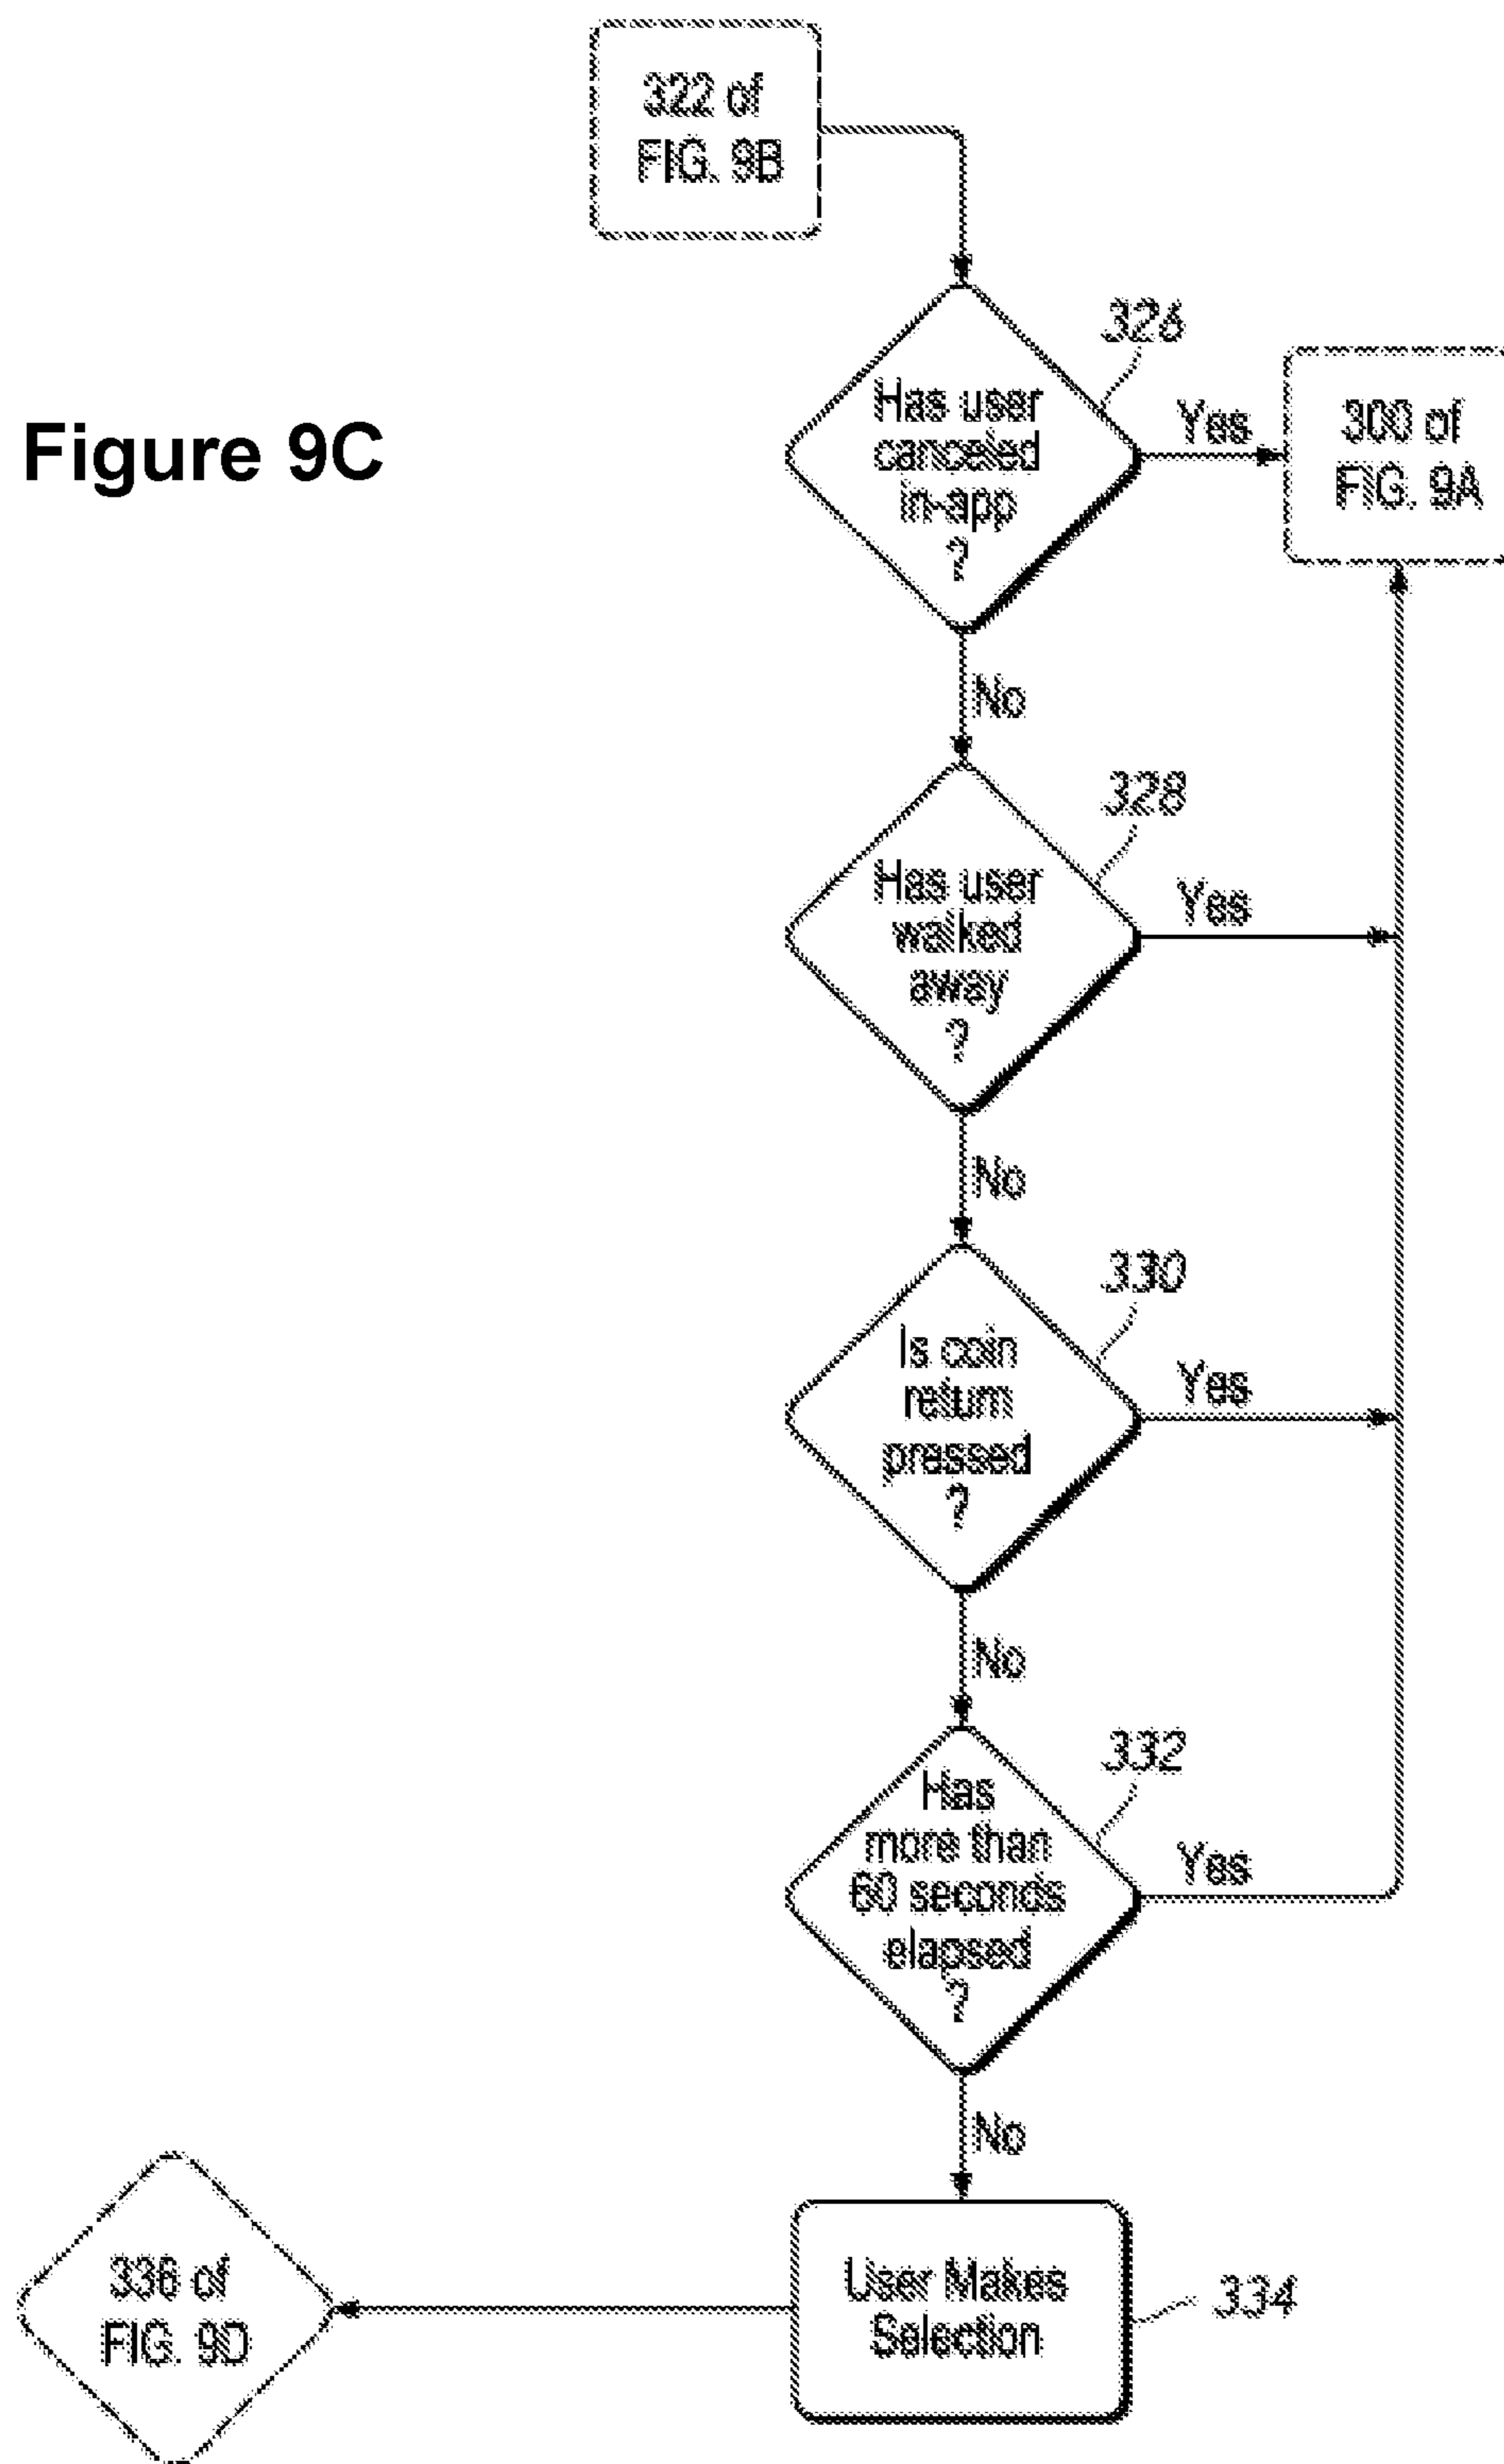 322 of
FIG. 9B
326
Has user
canceled
in-app
?
Yes
300 of
FIG. 9A
Figure 9C
No
328
Has user
walked
away
?
Yes
No
330
Is coin
return
pressed
?
Yes
No
332
Has
more than
60 seconds
elapsed
?
Yes
No
User Makes
Selection
334
336 of
FIG. 9D